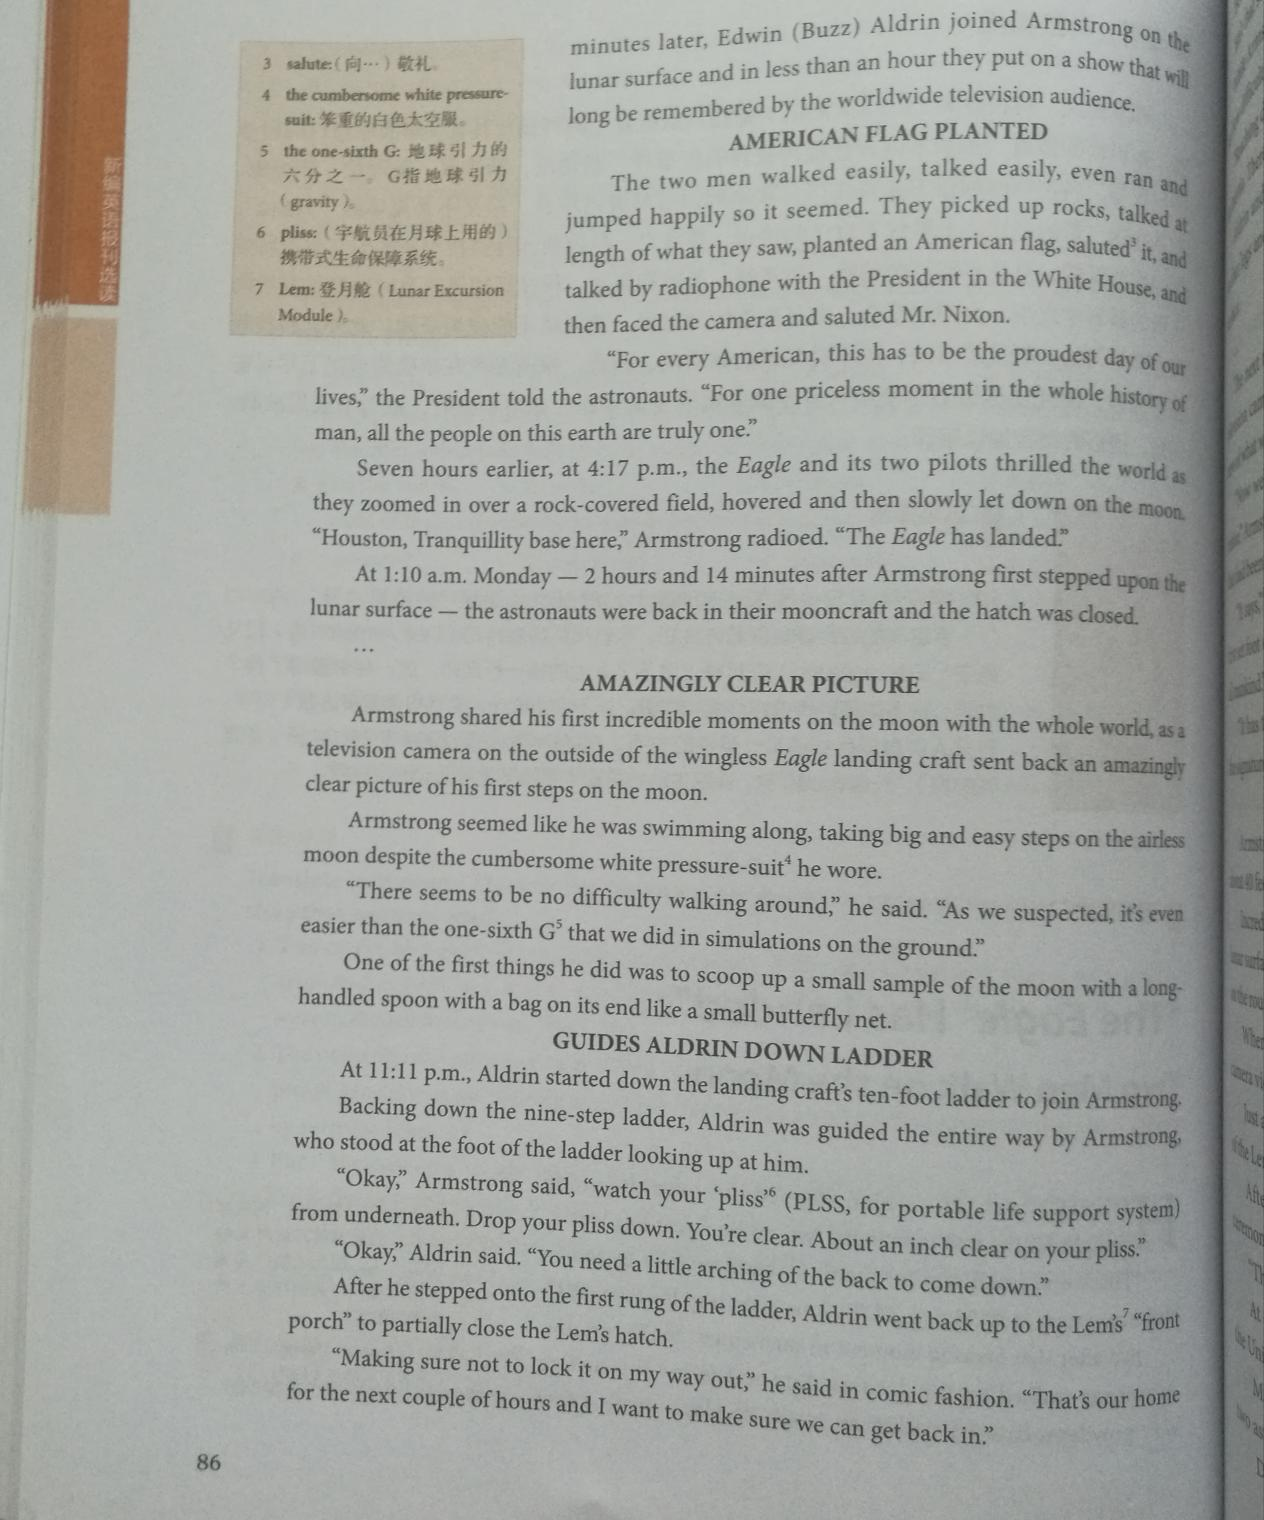 新编英语报刊选读
3 salute:（向…）敬礼。
4 the cumbersome white pressure-
suit: 笨重的白色太空服。
5 the one-sixth G: 地球引力的
六分之一。G指地球引力
（gravity）。
6 pliss:（宇航员在月球上用的）
携带式生命保障系统。
7 Lem: 登月舱（Lunar Excursion
Module）。
minutes later, Edwin (Buzz) Aldrin joined Armstrong on the
lunar surface and in less than an hour they put on a show that will
long be remembered by the worldwide television audience.
AMERICAN FLAG PLANTED
The two men walked easily, talked easily, even ran and
jumped happily so it seemed. They picked up rocks, talked at
length of what they saw, planted an American flag, saluted³ it, and
talked by radiophone with the President in the White House, and
then faced the camera and saluted Mr. Nixon.
“For every American, this has to be the proudest day of our
lives,” the President told the astronauts. “For one priceless moment in the whole history of
man, all the people on this earth are truly one.”
Seven hours earlier, at 4:17 p.m., the Eagle and its two pilots thrilled the world as
they zoomed in over a rock-covered field, hovered and then slowly let down on the moon.
“Houston, Tranquillity base here,” Armstrong radioed. “The Eagle has landed.”
At 1:10 a.m. Monday — 2 hours and 14 minutes after Armstrong first stepped upon the
lunar surface — the astronauts were back in their mooncraft and the hatch was closed.
…
AMAZINGLY CLEAR PICTURE
Armstrong shared his first incredible moments on the moon with the whole world, as a
television camera on the outside of the wingless Eagle landing craft sent back an amazingly
clear picture of his first steps on the moon.
Armstrong seemed like he was swimming along, taking big and easy steps on the airless
moon despite the cumbersome white pressure-suit⁴ he wore.
“There seems to be no difficulty walking around,” he said. “As we suspected, it’s even
easier than the one-sixth G⁵ that we did in simulations on the ground.”
One of the first things he did was to scoop up a small sample of the moon with a long-
handled spoon with a bag on its end like a small butterfly net.
GUIDES ALDRIN DOWN LADDER
At 11:11 p.m., Aldrin started down the landing craft’s ten-foot ladder to join Armstrong.
Backing down the nine-step ladder, Aldrin was guided the entire way by Armstrong,
who stood at the foot of the ladder looking up at him.
“Okay,” Armstrong said, “watch your ‘pliss’⁶ (PLSS, for portable life support system)
from underneath. Drop your pliss down. You’re clear. About an inch clear on your pliss.”
“Okay,” Aldrin said. “You need a little arching of the back to come down.”
After he stepped onto the first rung of the ladder, Aldrin went back up to the Lem’s⁷ “front
porch” to partially close the Lem’s hatch.
“Making sure not to lock it on my way out,” he said in comic fashion. “That’s our home
for the next couple of hours and I want to make sure we can get back in.”
86